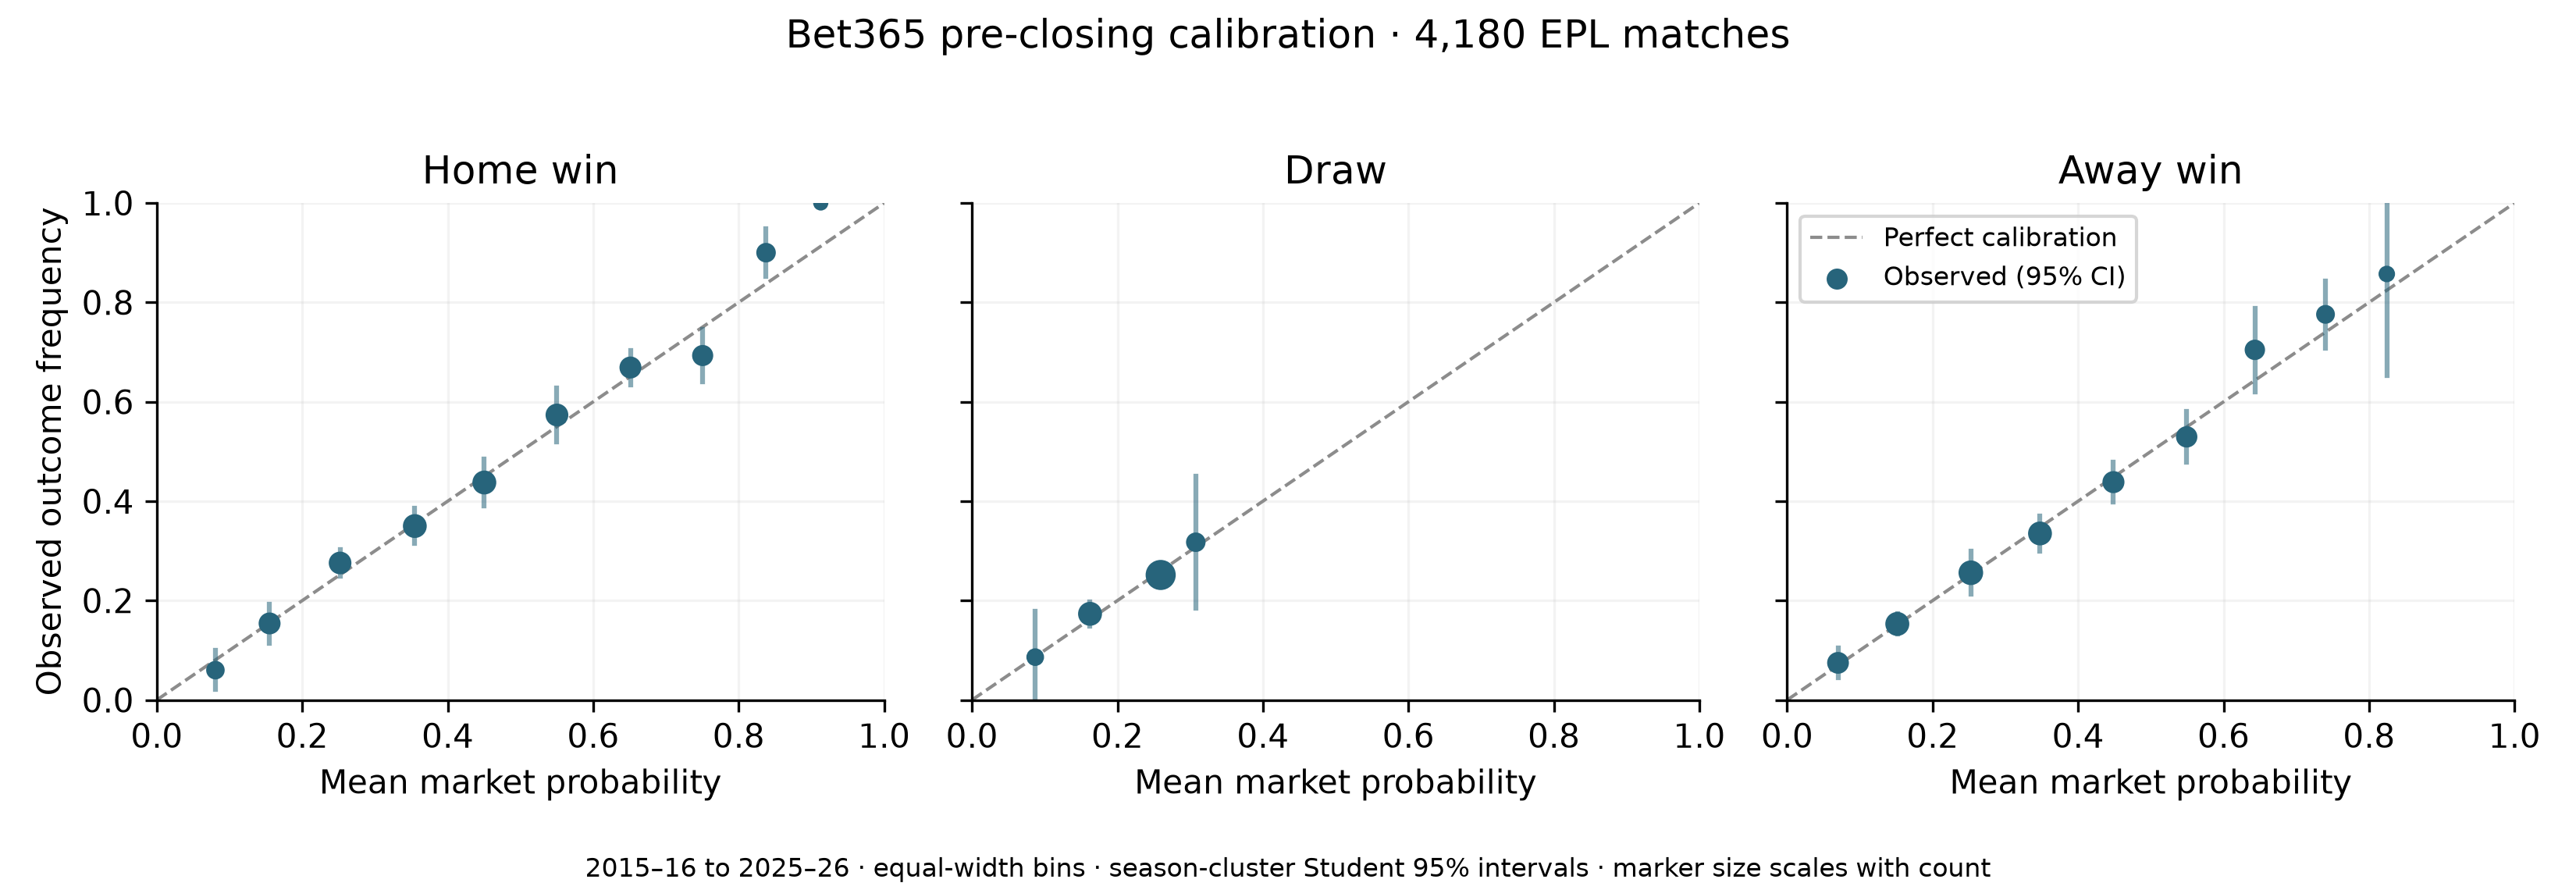 Bet365 pre-closing calibration · 4,180 EPL matches
Home win
Draw
Away win
Observed outcome frequency
1.0
0.8
0.6
0.4
0.2
0.0
Perfect calibration
Observed (95% CI)
0.0 0.2 0.4 0.6 0.8 1.0
0.0 0.2 0.4 0.6 0.8 1.0
0.0 0.2 0.4 0.6 0.8 1.0
Mean market probability
Mean market probability
Mean market probability
2015–16 to 2025–26 · equal-width bins · season-cluster Student 95% intervals · marker size scales with count